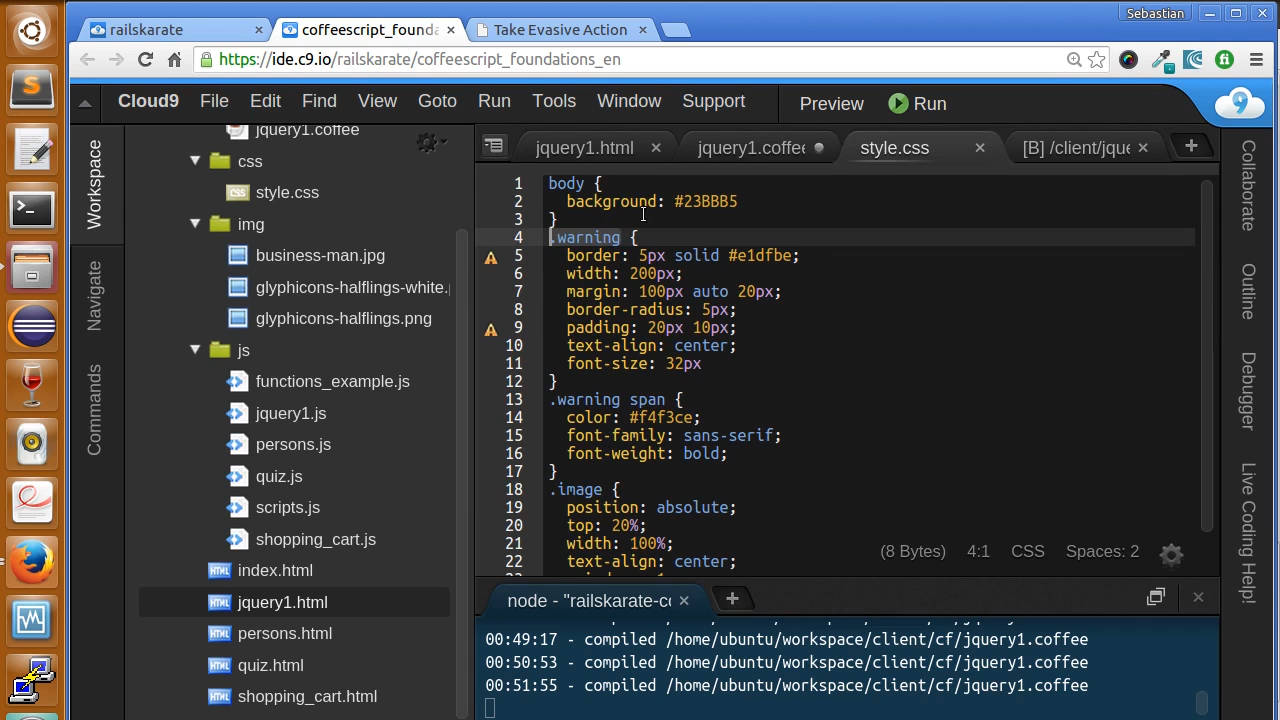 Sebastian
railskarate
coffeescript_founda
Take Evasive Action
https://ide.c9.io/railskarate/coffeescript_foundations_en
Cloud9 File Edit Find View Goto Run Tools Window Support Preview Run
Workspace
Navigate
Commands
jquery1.coffee
css
style.css
img
business-man.jpg
glyphicons-halflings-white.p
glyphicons-halflings.png
js
functions_example.js
jquery1.js
persons.js
quiz.js
scripts.js
shopping_cart.js
index.html
jquery1.html
persons.html
quiz.html
shopping_cart.html
jquery1.html jquery1.coffee style.css [B] /client/jque
1 body {
2 background: #23BBB5
3 }
4 .warning {
5 border: 5px solid #e1dfbe;
6 width: 200px;
7 margin: 100px auto 20px;
8 border-radius: 5px;
9 padding: 20px 10px;
10 text-align: center;
11 font-size: 32px
12 }
13 .warning span {
14 color: #f4f3ce;
15 font-family: sans-serif;
16 font-weight: bold;
17 }
18 .image {
19 position: absolute;
20 top: 20%;
21 width: 100%;
22 text-align: center;
(8 Bytes) 4:1 CSS Spaces: 2
Collaborate
Outline
Debugger
Live Coding Help!
node - "railskarate-co
00:49:17 - compiled /home/ubuntu/workspace/client/cf/jquery1.coffee
00:50:53 - compiled /home/ubuntu/workspace/client/cf/jquery1.coffee
00:51:55 - compiled /home/ubuntu/workspace/client/cf/jquery1.coffee